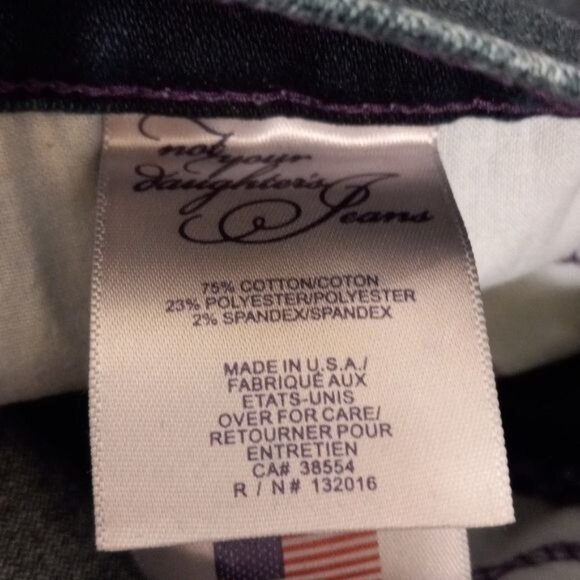 not your
daughter's Jeans
75% COTTON/COTON
23% POLYESTER/POLYESTER
2% SPANDEX/SPANDEX
MADE IN U.S.A./
FABRIQUÉ AUX
ETATS-UNIS
OVER FOR CARE/
RETOURNER POUR
ENTRETIEN
CA# 38554
R / N # 132016